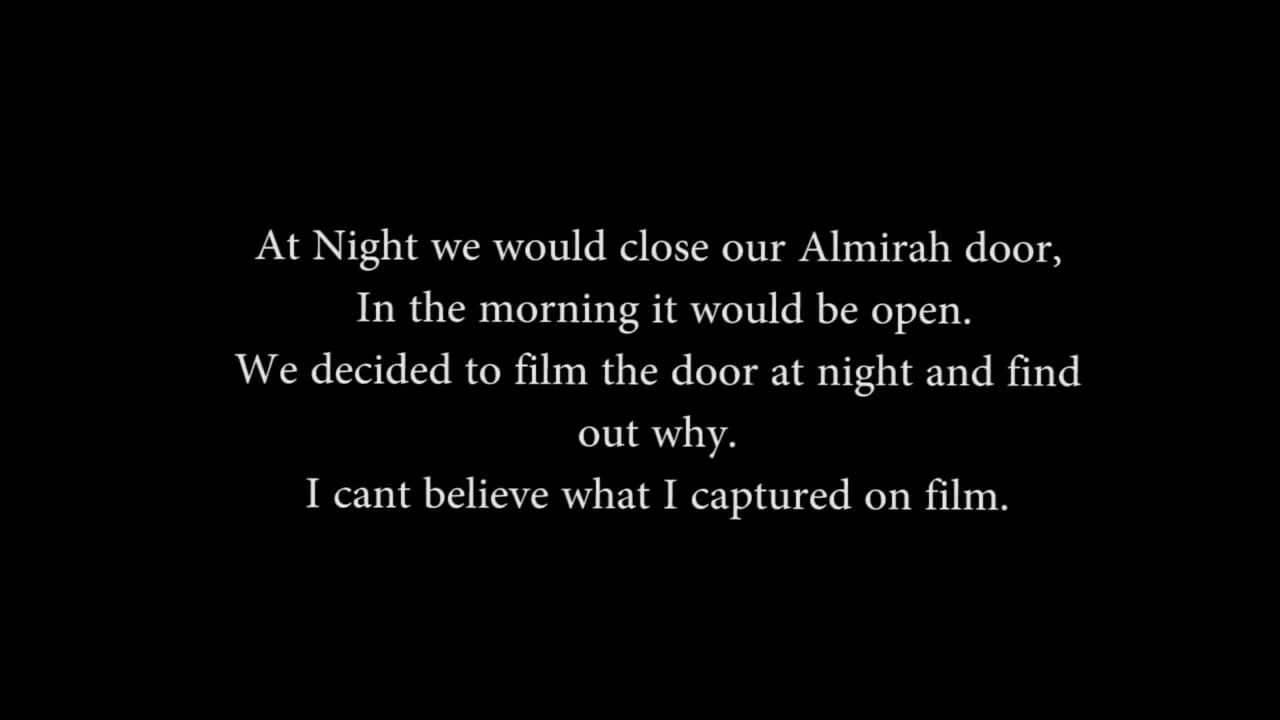 At Night we would close our Almirah door,
In the morning it would be open.
We decided to film the door at night and find
out why.
I cant believe what I captured on film.